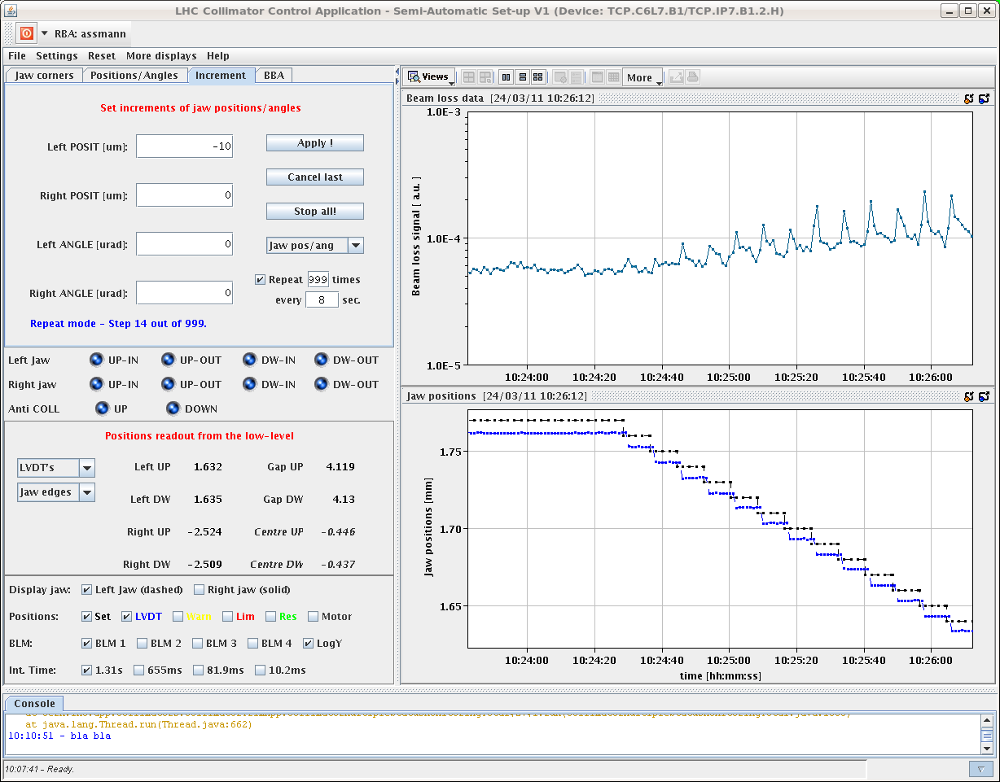 LHC Collimator Control Application - Semi-Automatic Set-up V1 (Device: TCP.C6L7.B1/TCP.IP7.B1.2.H)
RBA: assmann
File Settings Reset More displays Help
Jaw corners Positions/Angles Increment BBA
Set increments of jaw positions/angles
Left POSIT [um]: -10 Apply !
Cancel last
Right POSIT [um]: 0
Stop all!
Left ANGLE [urad]: 0 Jaw pos/ang
Repeat 999 times
Right ANGLE [urad]: 0
every 8 sec.
Repeat mode - Step 14 out of 999.
Left Jaw UP-IN UP-OUT DW-IN DW-OUT
Right jaw UP-IN UP-OUT DW-IN DW-OUT
Anti COLL UP DOWN
Positions readout from the low-level
LVDT's Left UP 1.632 Gap UP 4.119
Jaw edges Left DW 1.635 Gap DW 4.13
Right UP -2.524 Centre UP -0.446
Right DW -2.509 Centre DW -0.437
Display jaw: Left Jaw (dashed) Right jaw (solid)
Positions: Set LVDT Warn Lim Res Motor
BLM: BLM 1 BLM 2 BLM 3 BLM 4 LogY
Int. Time: 1.31s 655ms 81.9ms 10.2ms
Views More
Beam loss data [24/03/11 10:26:12]
1.0E-3
1.0E-4
1.0E-5
Beam loss signal [ a.u. ]
10:24:00 10:24:20 10:24:40 10:25:00 10:25:20 10:25:40 10:26:00
Jaw positions [24/03/11 10:26:12]
1.75
1.70
1.65
Jaw positions [mm]
10:24:00 10:24:20 10:24:40 10:25:00 10:25:20 10:25:40 10:26:00
time [hh:mm:ss]
Console
at java.lang.Thread.run(Thread.java:662)
10:10:51 - bla bla
10:07:41 - Ready.